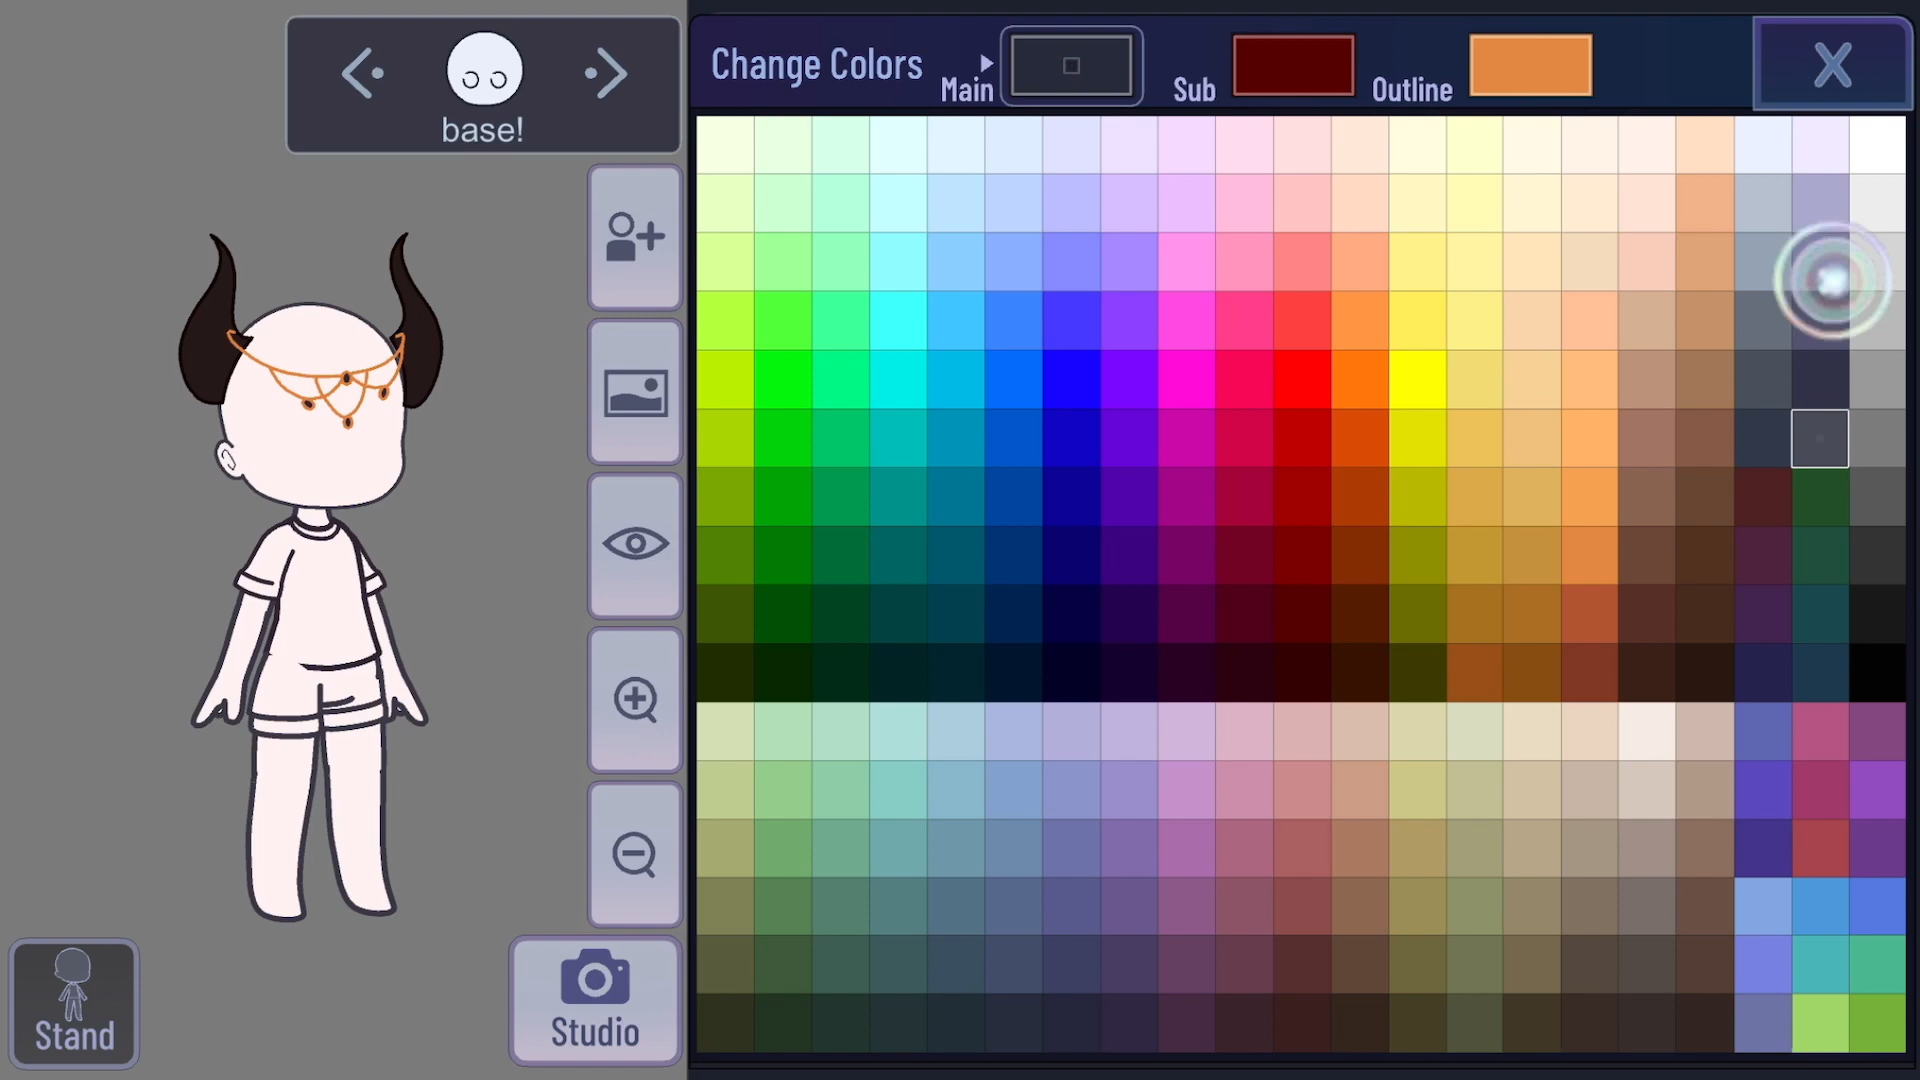 base!
Change Colors
Main
Sub
Outline
X
Stand
Studio